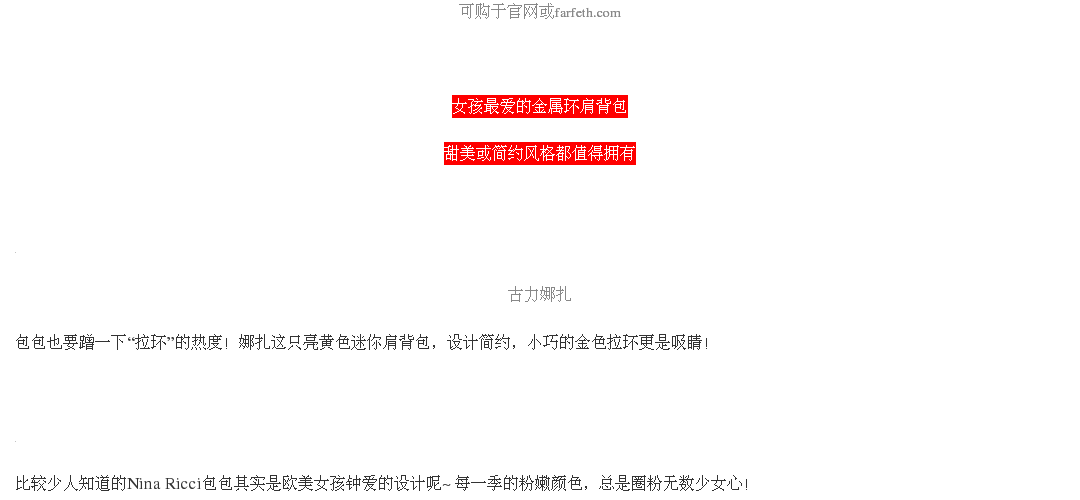 可购于官网或farfeth.com
女孩最爱的金属环肩背包
甜美或简约风格都值得拥有
古力娜扎
包包也要蹭一下“拉环”的热度！娜扎这只亮黄色迷你肩背包，设计简约，小巧的金色拉环更是吸睛！
比较少人知道的Nina Ricci包包其实是欧美女孩钟爱的设计呢~ 每一季的粉嫩颜色，总是圈粉无数少女心！